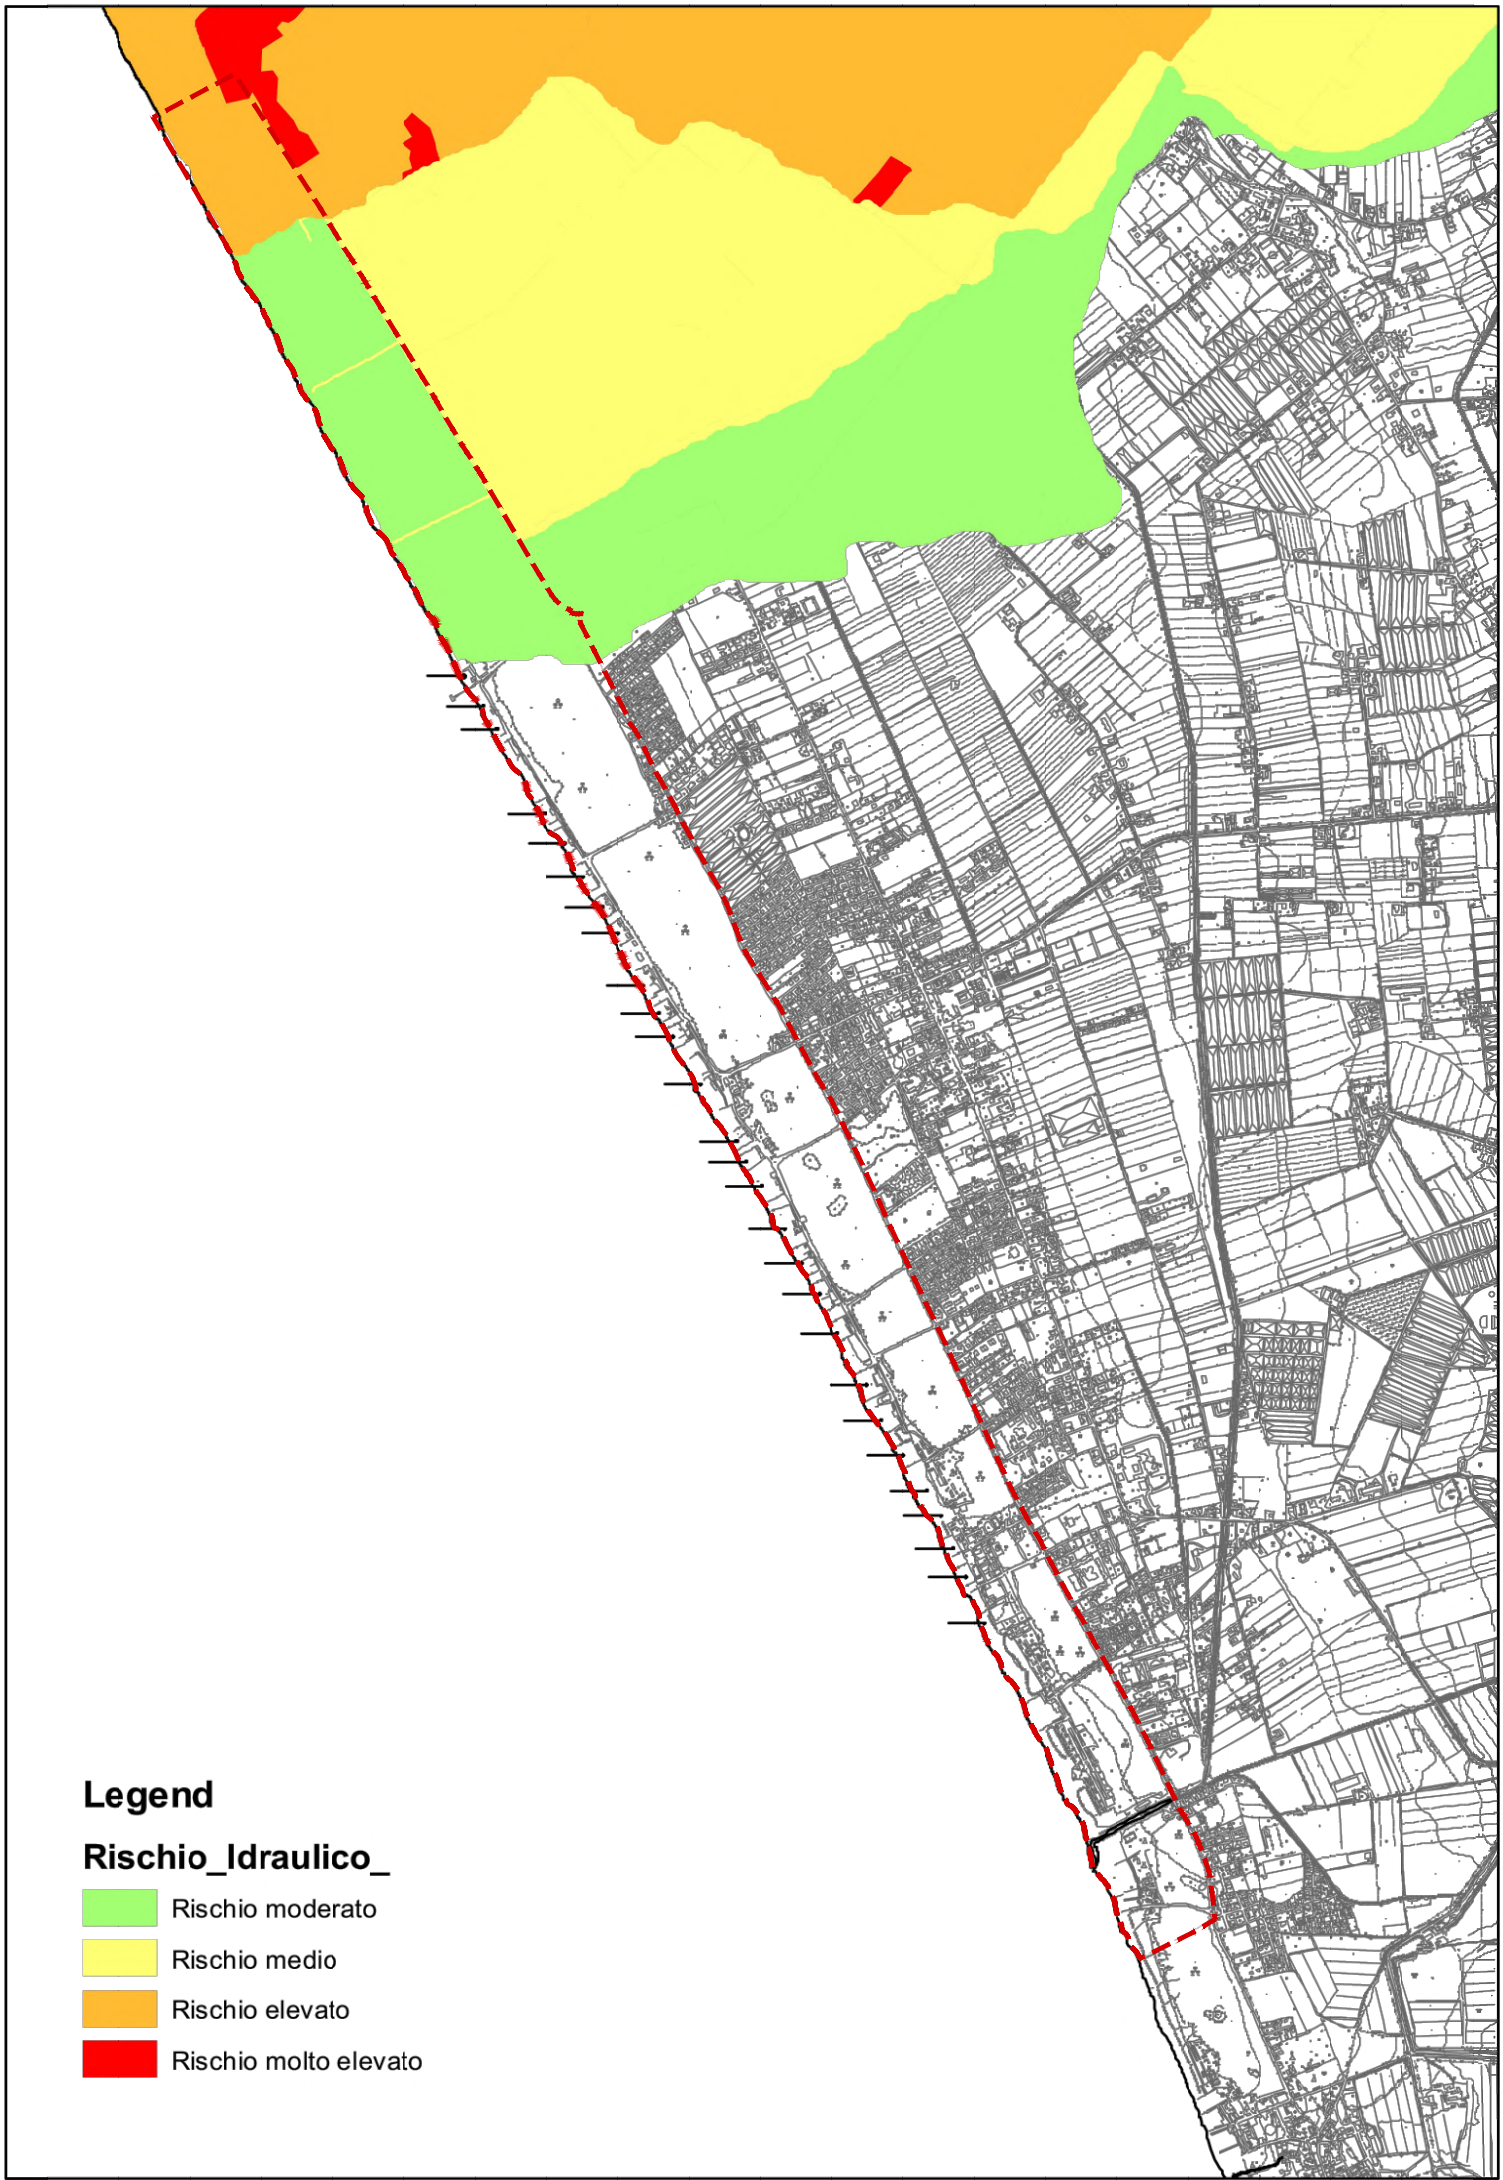 Legend
Rischio_Idraulico_
Rischio moderato
Rischio medio
Rischio elevato
Rischio molto elevato